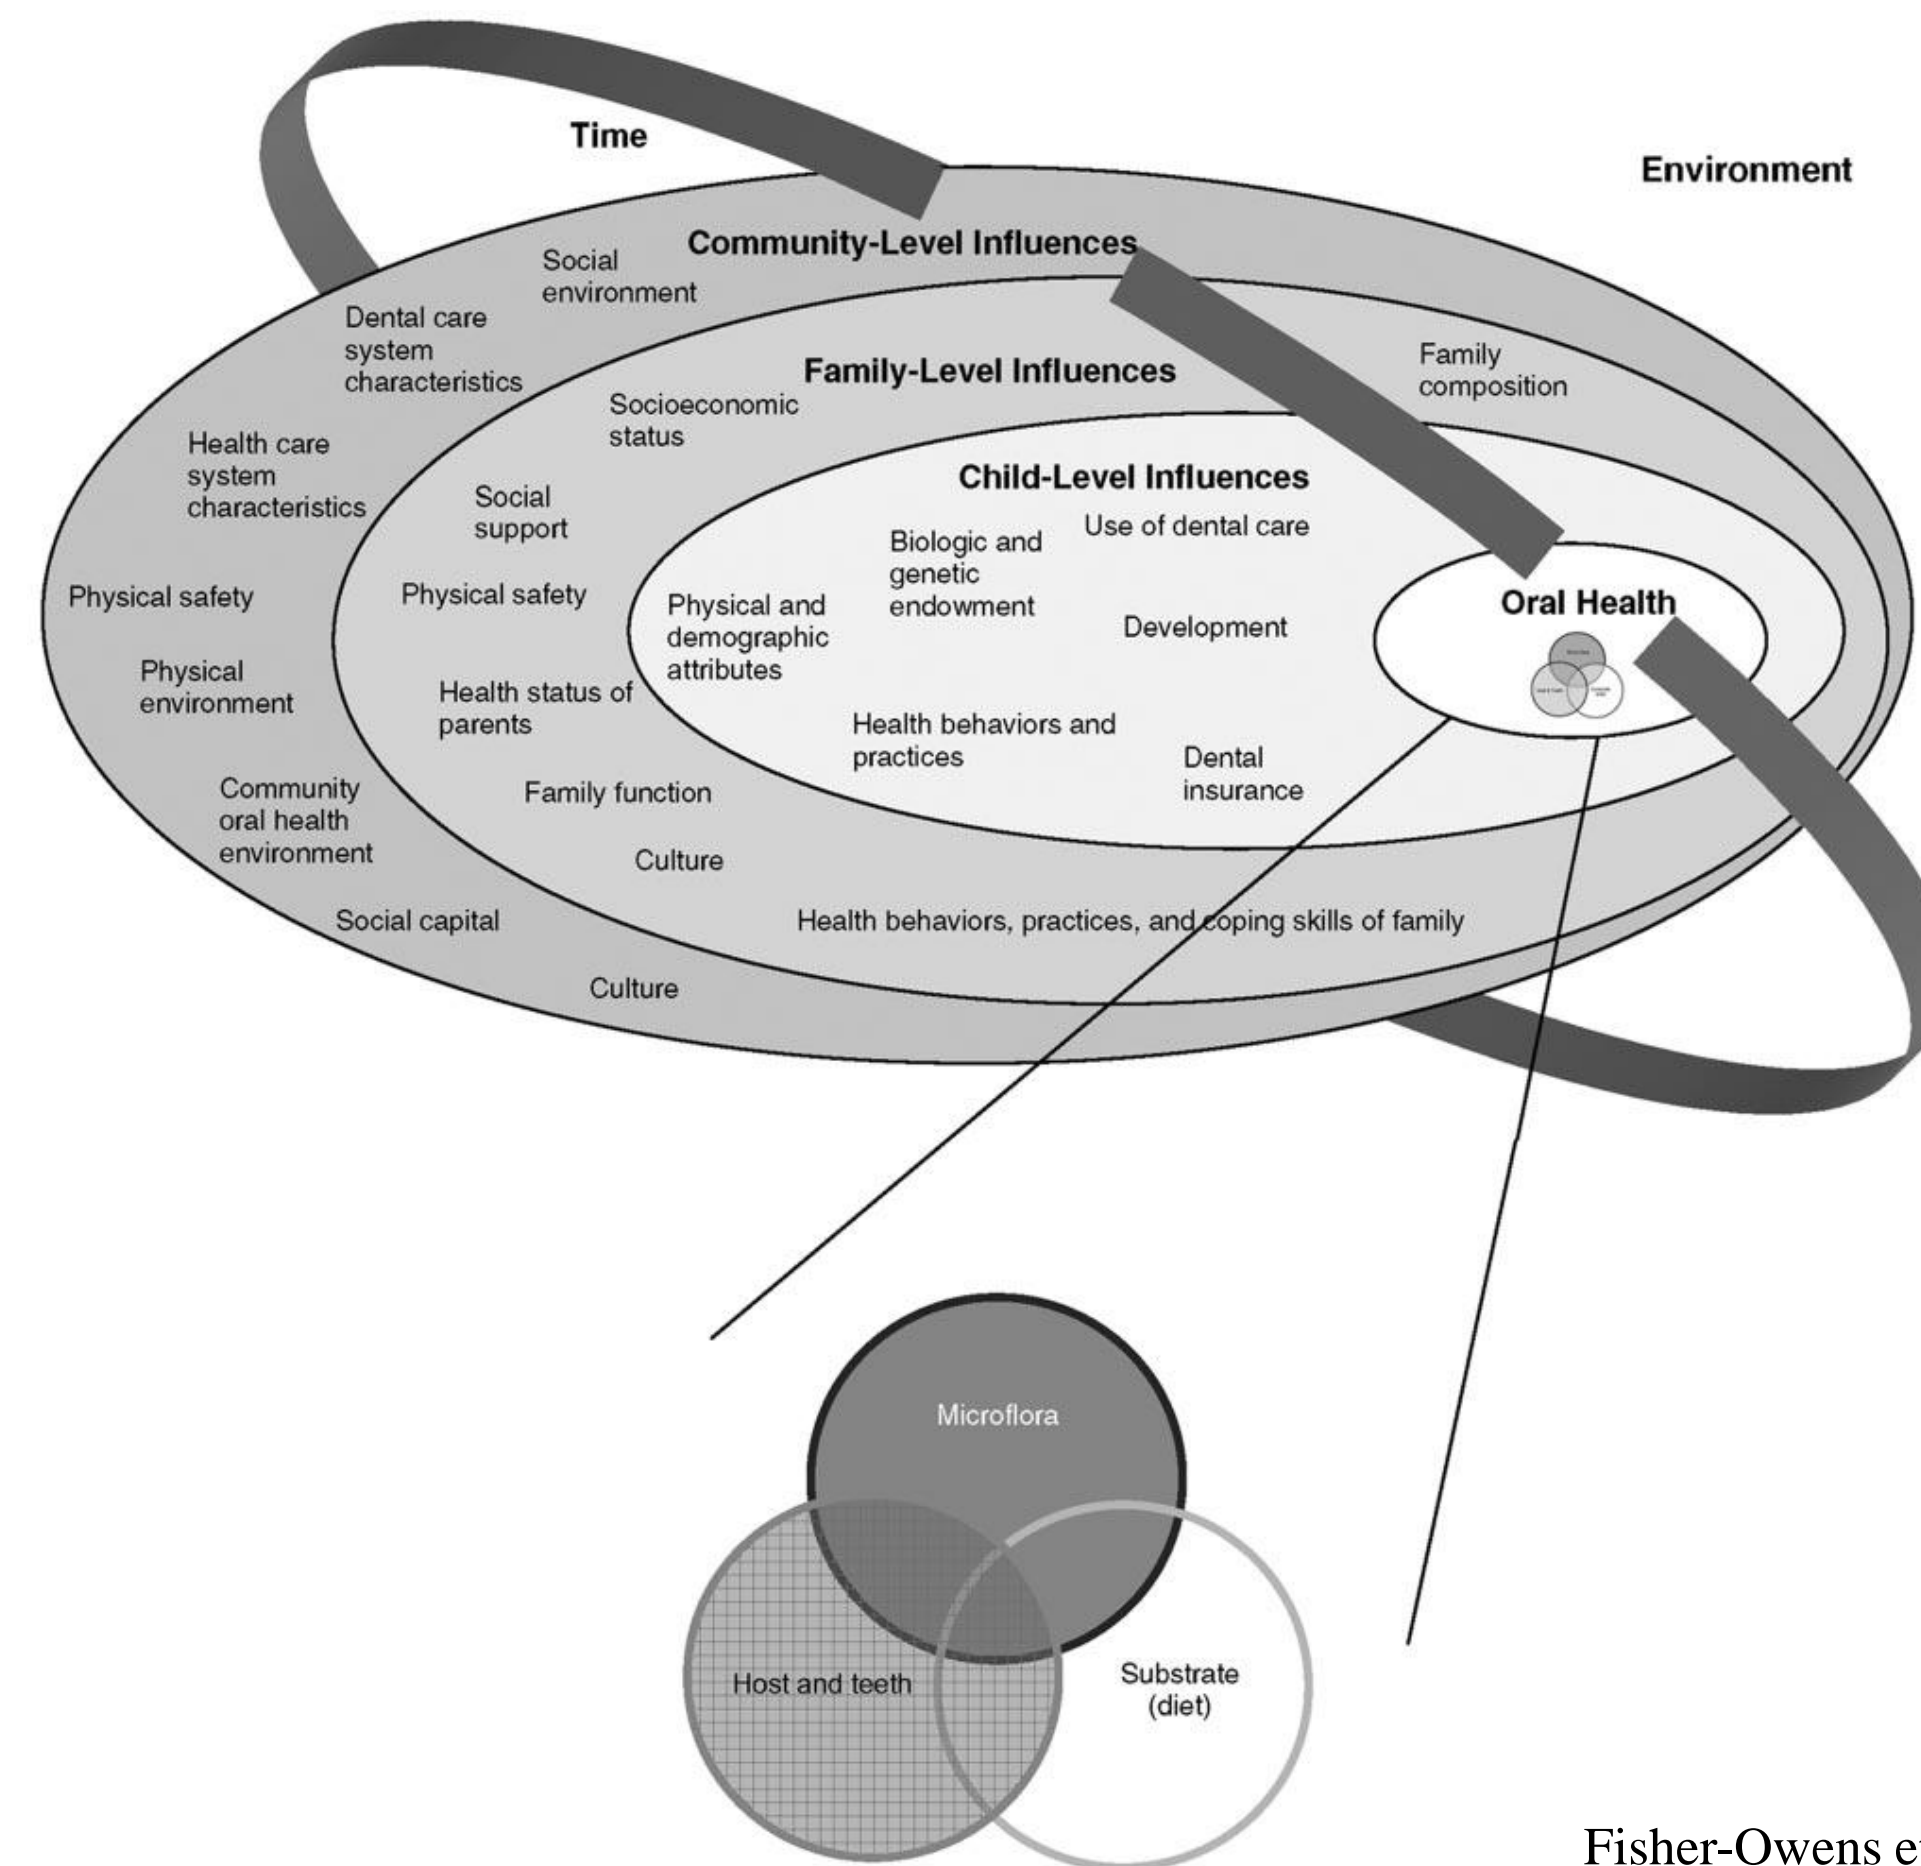 Time
Environment
Community-Level Influences
Social
environment
Dental care
system
characteristics
Health care
system
characteristics
Physical safety
Physical
environment
Community
oral health
environment
Social capital
Culture
Family-Level Influences
Family
composition
Socioeconomic
status
Social
support
Physical safety
Health status of
parents
Family function
Culture
Health behaviors, practices, and coping skills of family
Child-Level Influences
Use of dental care
Biologic and
genetic
endowment
Physical and
demographic
attributes
Development
Health behaviors and
practices
Dental
insurance
Oral Health
Microflora
Host and teeth
Substrate
(diet)
Fisher-Owens